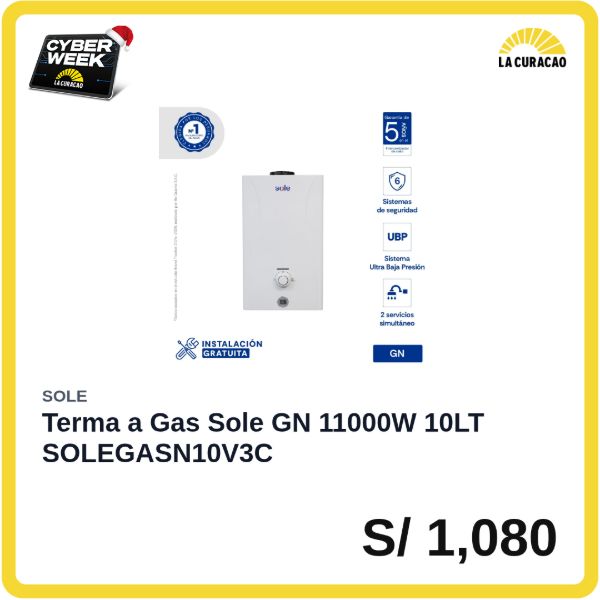 CYBER
WEEK
LA CURACAO
LA CURACAO
Nº1
Garantía de
5 AÑOS
sole
6
Sistemas
de seguridad
UBP
Sistema
Ultra Baja Presión
2 servicios
simultáneo
INSTALACIÓN
GRATUITA
GN
SOLE
Terma a Gas Sole GN 11000W 10LT
SOLEGASN10V3C
S/ 1,080